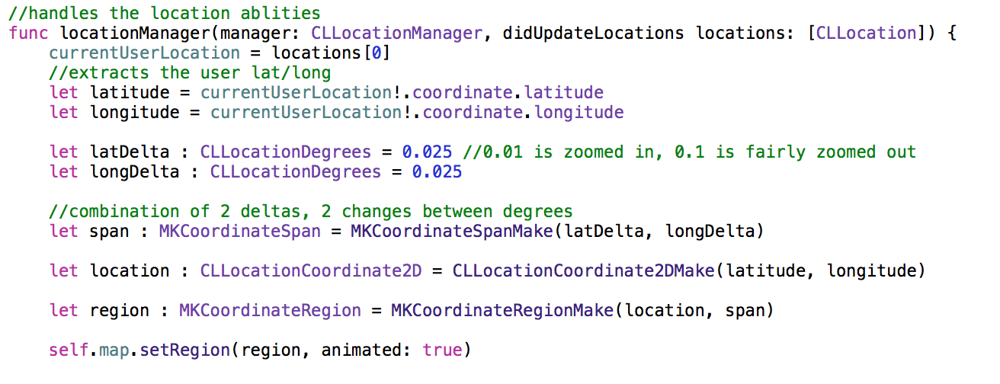 //handles the location ablities
func locationManager(manager: CLLocationManager, didUpdateLocations locations: [CLLocation]) {
    currentUserLocation = locations[0]
    //extracts the user lat/long
    let latitude = currentUserLocation!.coordinate.latitude
    let longitude = currentUserLocation!.coordinate.longitude

    let latDelta : CLLocationDegrees = 0.025 //0.01 is zoomed in, 0.1 is fairly zoomed out
    let longDelta : CLLocationDegrees = 0.025

    //combination of 2 deltas, 2 changes between degrees
    let span : MKCoordinateSpan = MKCoordinateSpanMake(latDelta, longDelta)

    let location : CLLocationCoordinate2D = CLLocationCoordinate2DMake(latitude, longitude)

    let region : MKCoordinateRegion = MKCoordinateRegionMake(location, span)

    self.map.setRegion(region, animated: true)